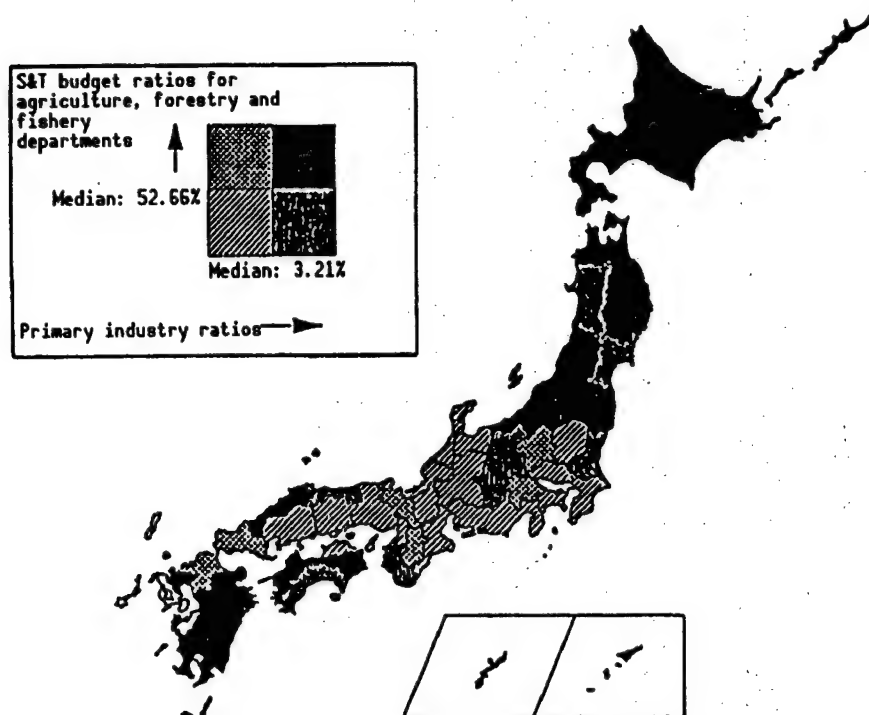 S&T budget ratios for
agriculture, forestry and
fishery
departments
Median: 52.66%
Median: 3.21%
Primary industry ratios